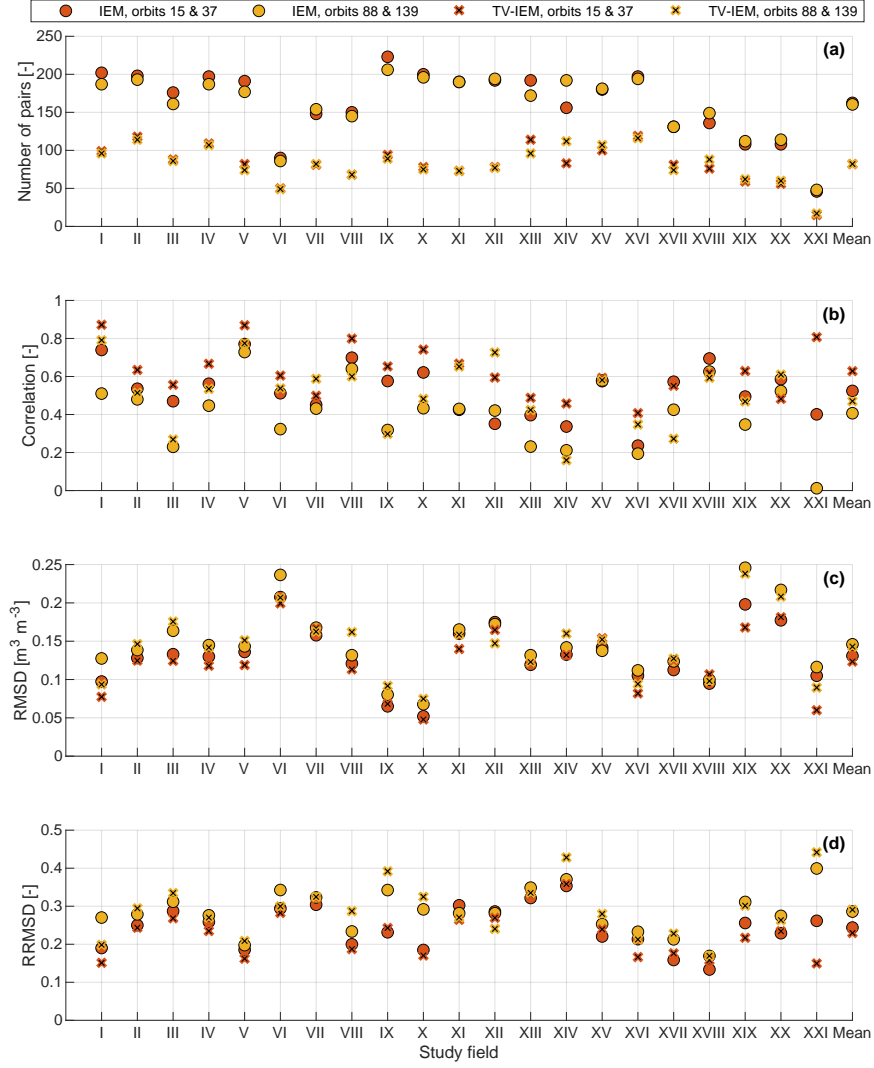 IEM, orbits 15 & 37 IEM, orbits 88 & 139 TV-IEM, orbits 15 & 37 TV-IEM, orbits 88 & 139
(a)
Number of pairs [-]
250
200
150
100
50
0
I II III IV V VI VII VIII IX X XI XII XIII XIV XV XVI XVII XVIII XIX XX XXI Mean
(b)
Correlation [-]
1
0.8
0.6
0.4
0.2
0
I II III IV V VI VII VIII IX X XI XII XIII XIV XV XVI XVII XVIII XIX XX XXI Mean
(c)
RMSD [m³ m⁻³]
0.25
0.2
0.15
0.1
0.05
0
I II III IV V VI VII VIII IX X XI XII XIII XIV XV XVI XVII XVIII XIX XX XXI Mean
(d)
RRMSD [-]
0.5
0.4
0.3
0.2
0.1
0
I II III IV V VI VII VIII IX X XI XII XIII XIV XV XVI XVII XVIII XIX XX XXI Mean
Study field